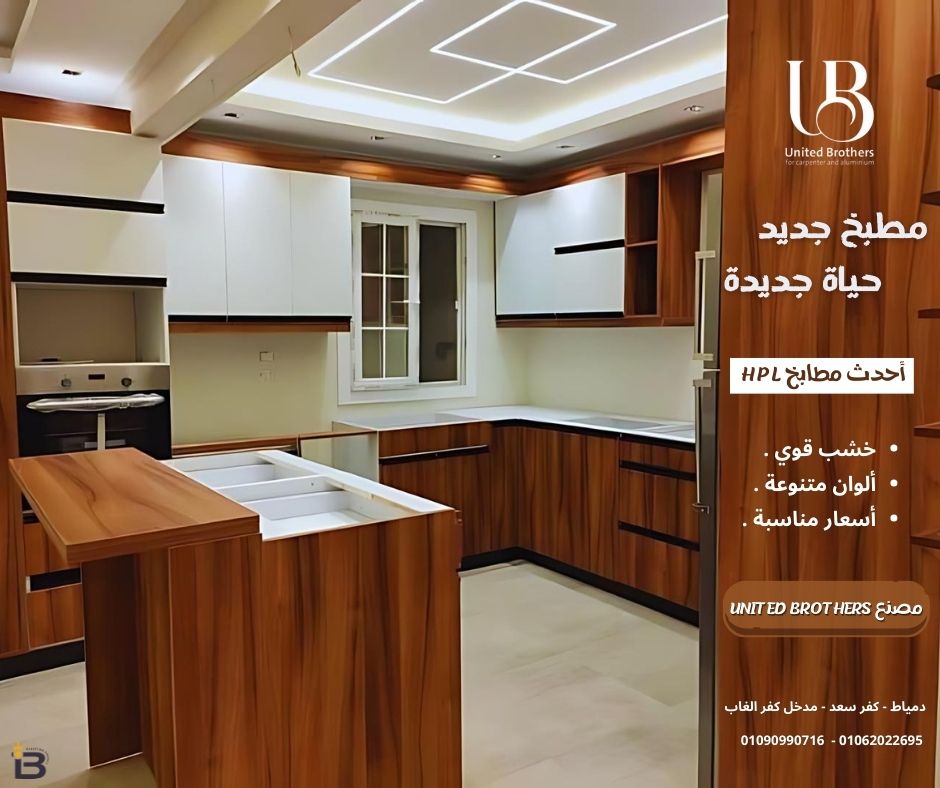 UB
United Brothers
for carpenter and aluminium
مطبخ جديد
حياة جديدة
أحدث مطابخ HPL
• خشب قوي .
• ألوان متنوعة .
• أسعار مناسبة .
مصنع UNITED BROTHERS
دمياط - كفر سعد - مدخل كفر الغاب
01090990716 - 01062022695